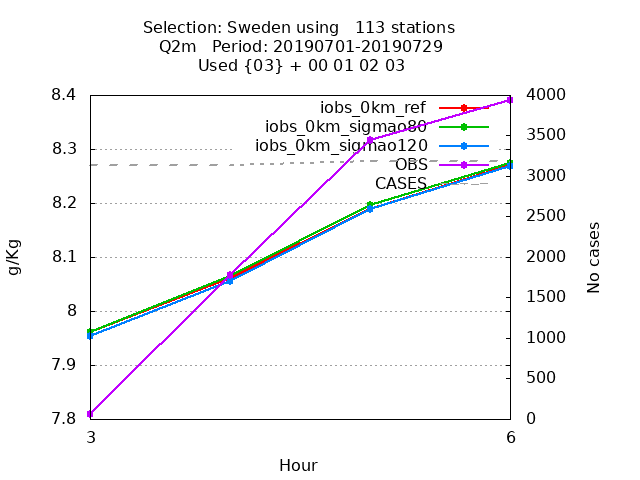 Selection: Sweden using   113 stations
Q2m   Period: 20190701-20190729
Used {03} + 00 01 02 03
8.4
8.3
8.2
8.1
8
7.9
7.8
g/Kg
iobs_0km_ref
iobs_0km_sigmao80
iobs_0km_sigmao120
OBS
CASES
4000
3500
3000
2500
2000
1500
1000
500
0
No cases
3
6
Hour